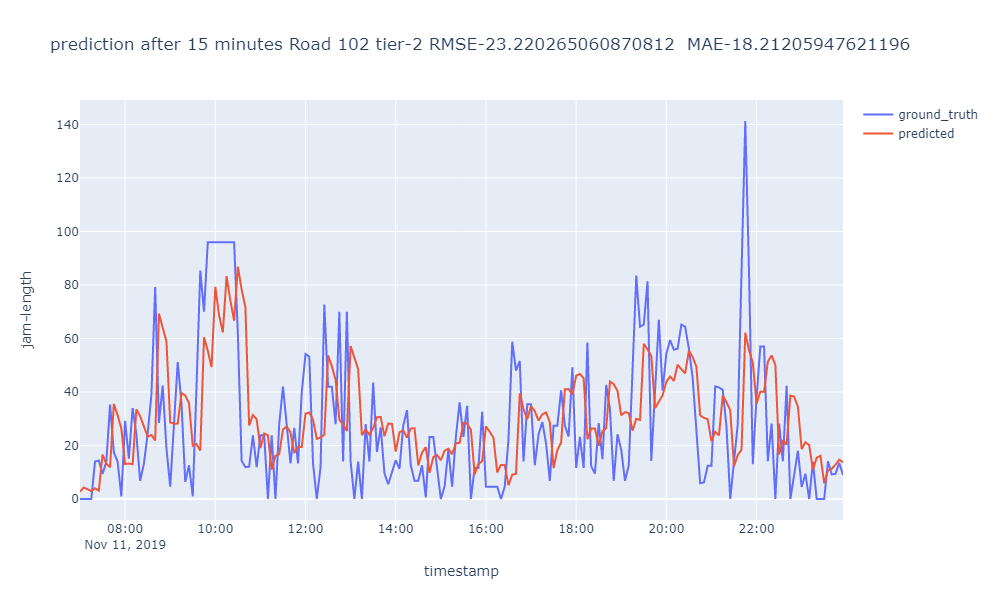 prediction after 15 minutes Road 102 tier-2 RMSE-23.220265060870812  MAE-18.21205947621196
ground_truth
predicted
140
120
100
80
60
40
20
0
jam-length
08:00 10:00 12:00 14:00 16:00 18:00 20:00 22:00
Nov 11, 2019
timestamp